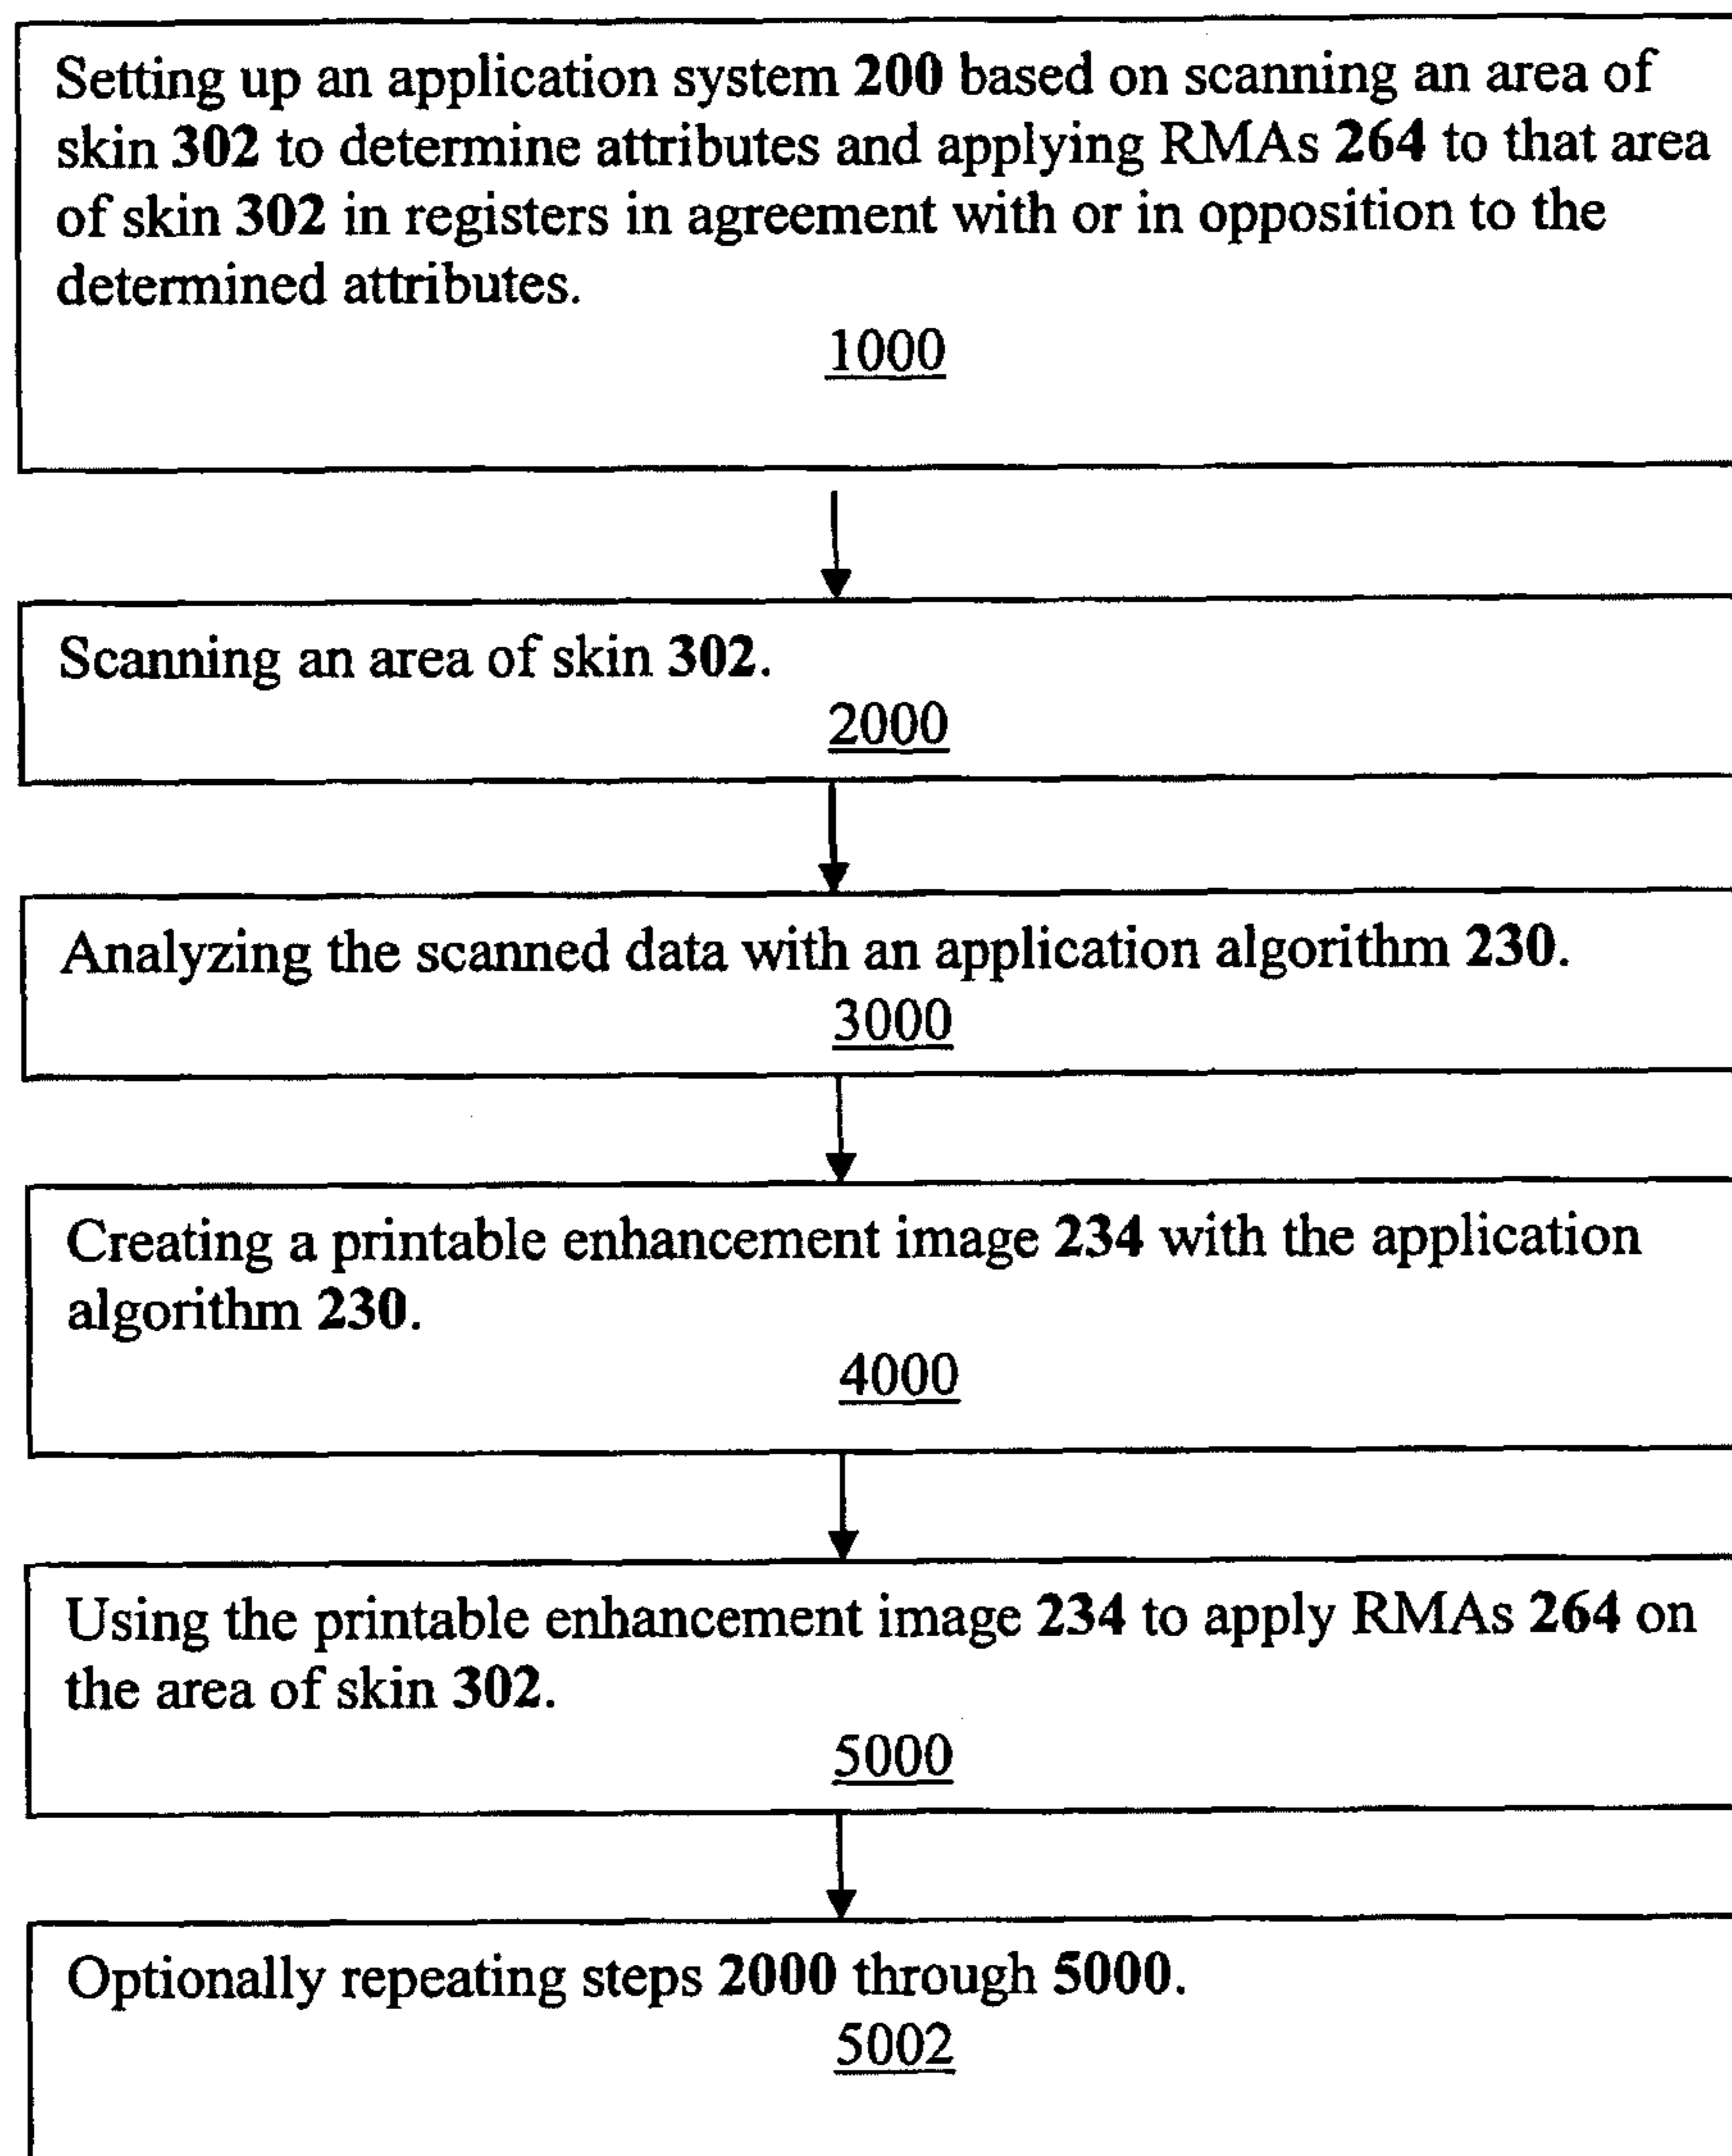 Setting up an application system 200 based on scanning an area of
skin 302 to determine attributes and applying RMAs 264 to that area
of skin 302 in registers in agreement with or in opposition to the
determined attributes.
1000
Scanning an area of skin 302.
2000
Analyzing the scanned data with an application algorithm 230.
3000
Creating a printable enhancement image 234 with the application
algorithm 230.
4000
Using the printable enhancement image 234 to apply RMAs 264 on
the area of skin 302.
5000
Optionally repeating steps 2000 through 5000.
5002